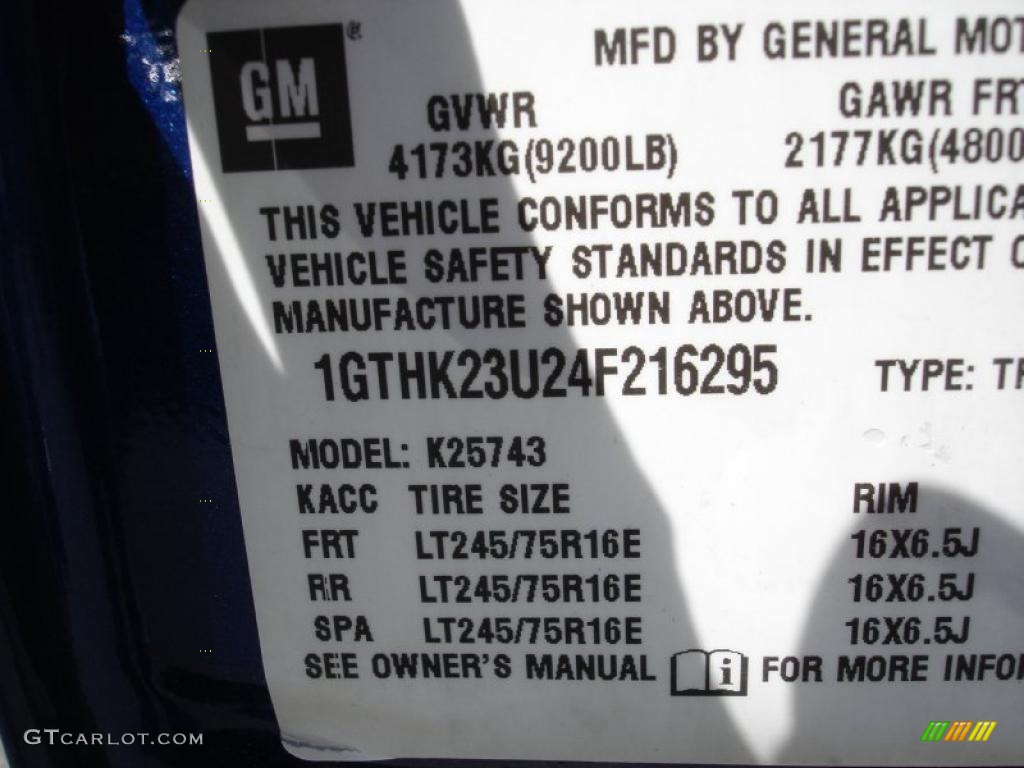 GM
MFD BY GENERAL MOT
GVWR GAWR FRT
4173KG(9200LB) 2177KG(4800
THIS VEHICLE CONFORMS TO ALL APPLICA
VEHICLE SAFETY STANDARDS IN EFFECT O
MANUFACTURE SHOWN ABOVE.
1GTHK23U24F216295 TYPE: TR
MODEL: K25743
KACC TIRE SIZE RIM
FRT LT245/75R16E 16X6.5J
RR LT245/75R16E 16X6.5J
SPA LT245/75R16E 16X6.5J
SEE OWNER'S MANUAL i FOR MORE INFO
GTCARLOT.COM